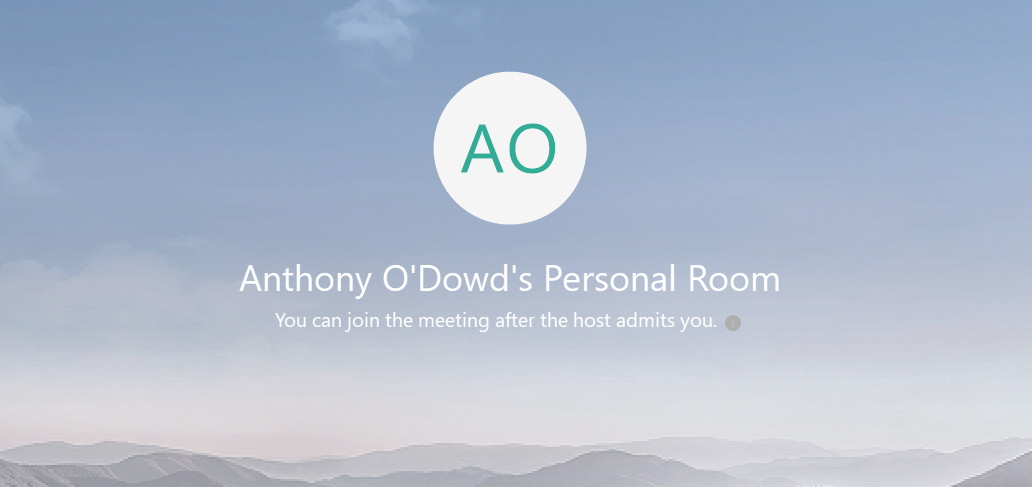 AO
Anthony O'Dowd's Personal Room
You can join the meeting after the host admits you.